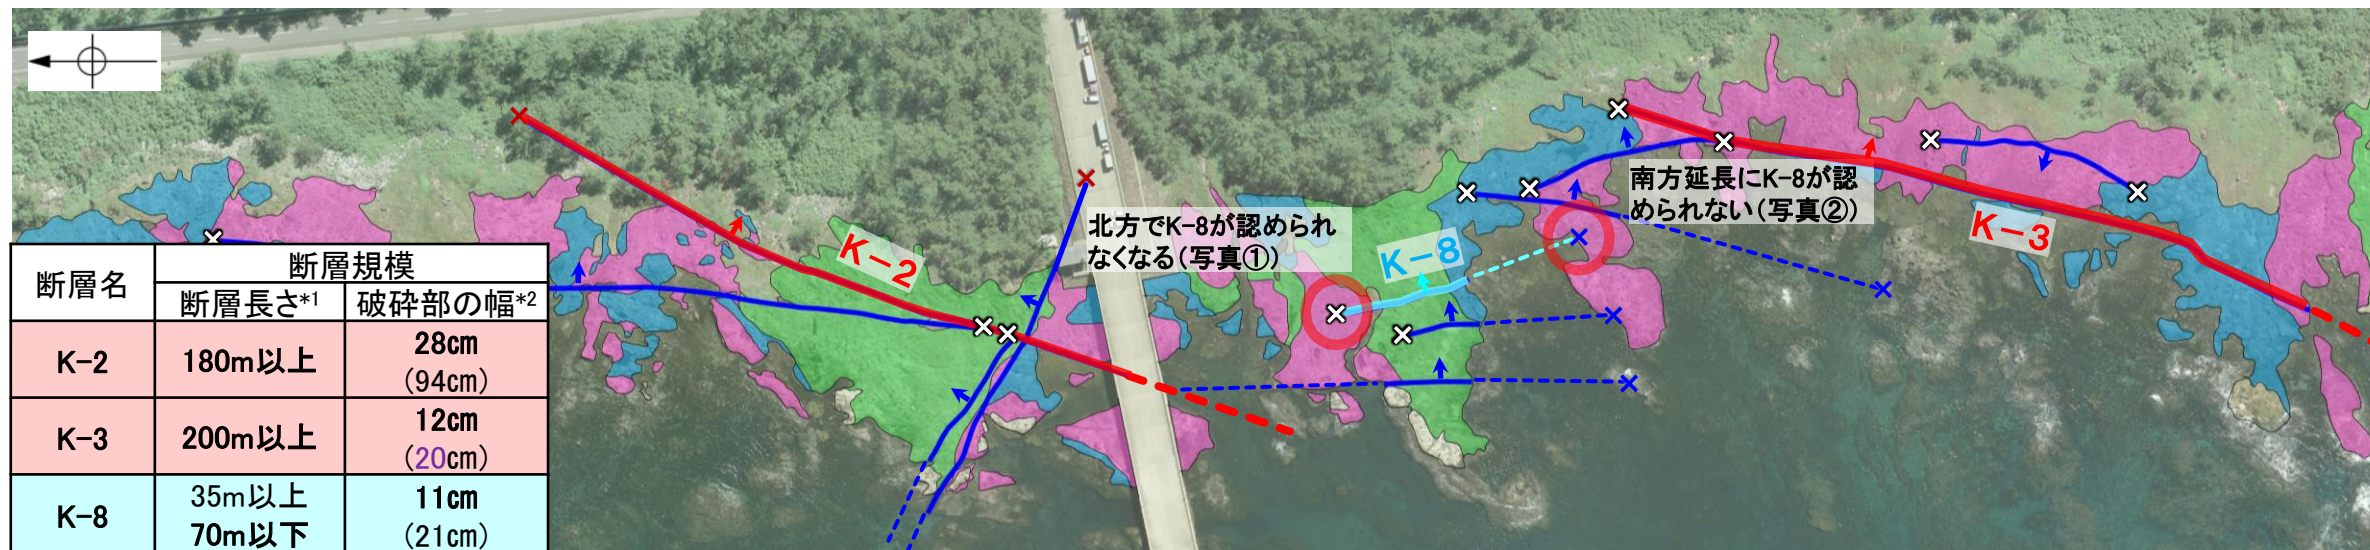 北方でK-8が認められ
なくなる(写真①)
南方延長にK-8が認
められない(写真②)
K-2
K-8
K-3
断層名
断層規模
断層長さ*1
破砕部の幅*2
K-2
180m以上
28㎝
(94㎝)
K-3
200m以上
12㎝
(20㎝)
K-8
35m以上
70m以下
11㎝
(21㎝)